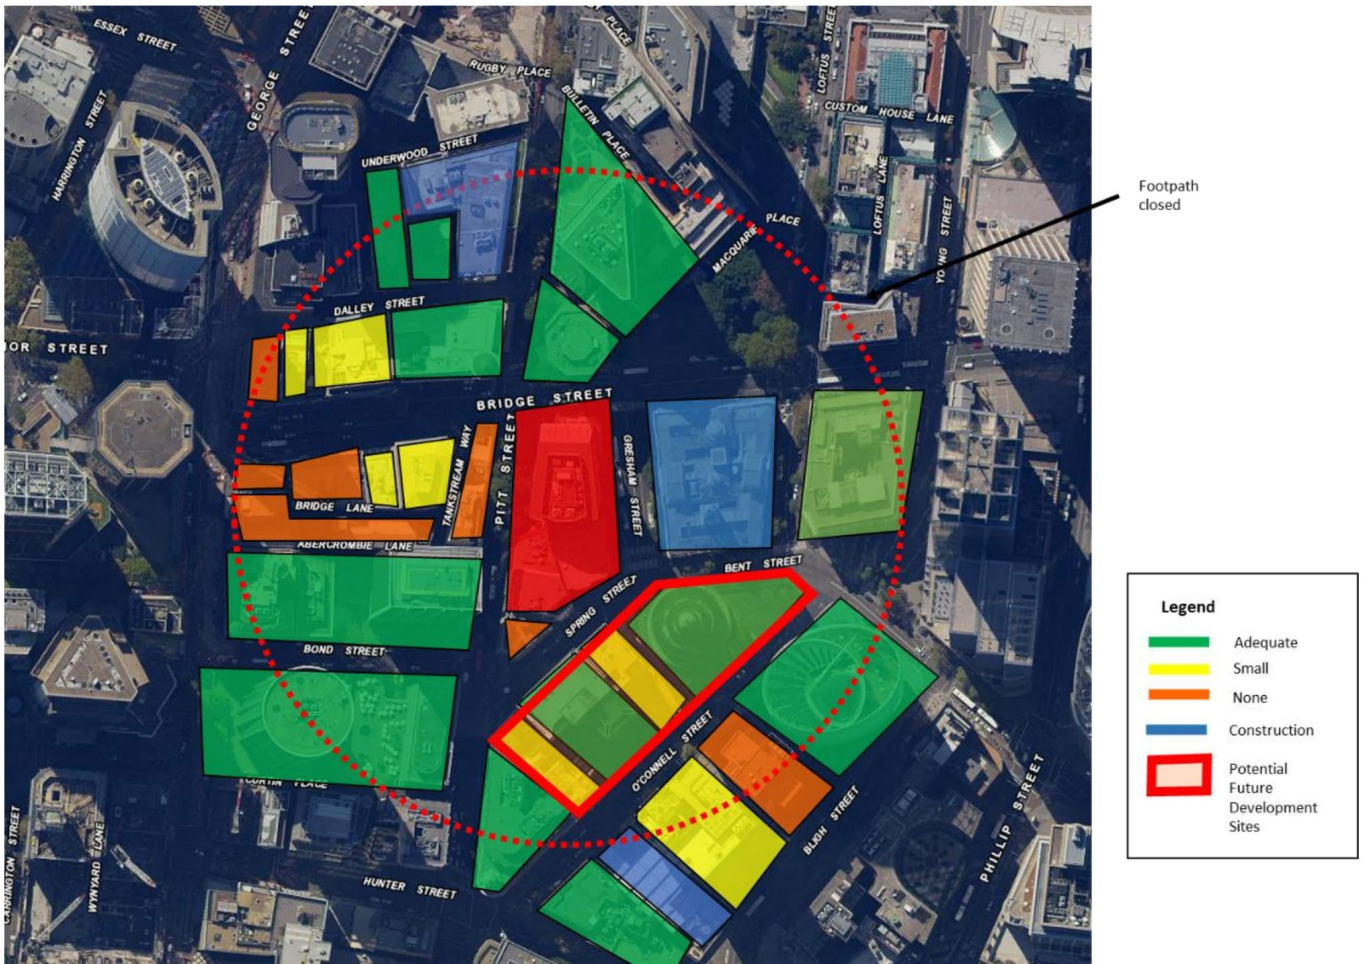 HILL
ESSEX STREET
GEORGE STREET
HARRINGTON STREET
RUGBY PLACE
PLACE
BULLETIN PLACE
UNDERWOOD STREET
LOFTUS STREET
CUSTOM HOUSE LANE
LOFTUS LANE
YOUNG STREET
MACQUARIE PLACE
Footpath
closed
DALLEY STREET
IOR STREET
BRIDGE STREET
PITT STREET
TANKSTREAM WAY
GRESHAM STREET
BRIDGE LANE
ABERCROMBIE LANE
BENT STREET
SPRING STREET
BOND STREET
O'CONNELL STREET
CURTIN PLACE
BLIGH STREET
PHILLIP STREET
HUNTER STREET
CARRINGTON STREET
WYNYARD LANE
Legend
Adequate
Small
None
Construction
Potential
Future
Development
Sites